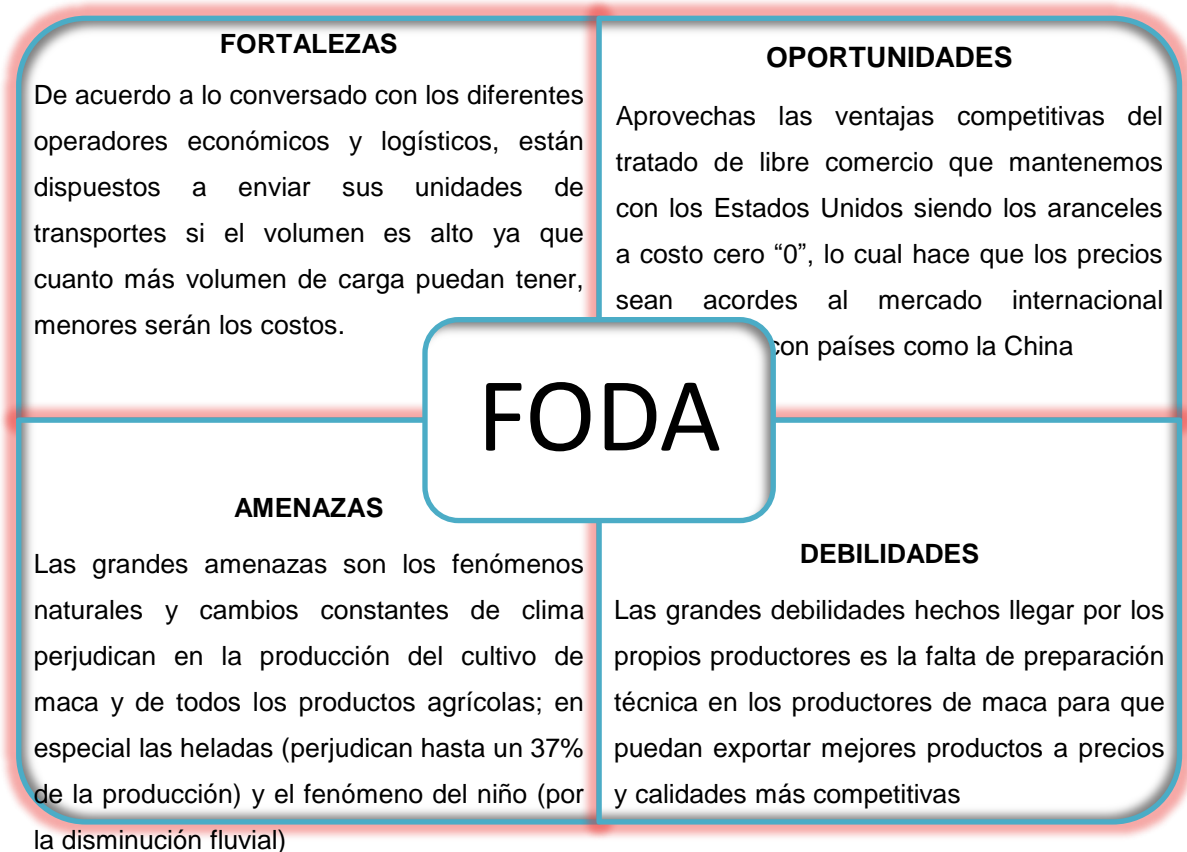 FORTALEZAS
De acuerdo a lo conversado con los diferentes
operadores económicos y logísticos, están
dispuestos a enviar sus unidades de
transportes si el volumen es alto ya que
cuanto más volumen de carga puedan tener,
menores serán los costos.
OPORTUNIDADES
Aprovechas las ventajas competitivas del
tratado de libre comercio que mantenemos
con los Estados Unidos siendo los aranceles
a costo cero “0”, lo cual hace que los precios
sean acordes al mercado internacional
con países como la China
FODA
AMENAZAS
Las grandes amenazas son los fenómenos
naturales y cambios constantes de clima
perjudican en la producción del cultivo de
maca y de todos los productos agrícolas; en
especial las heladas (perjudican hasta un 37%
de la producción) y el fenómeno del niño (por
la disminución fluvial)
DEBILIDADES
Las grandes debilidades hechos llegar por los
propios productores es la falta de preparación
técnica en los productores de maca para que
puedan exportar mejores productos a precios
y calidades más competitivas